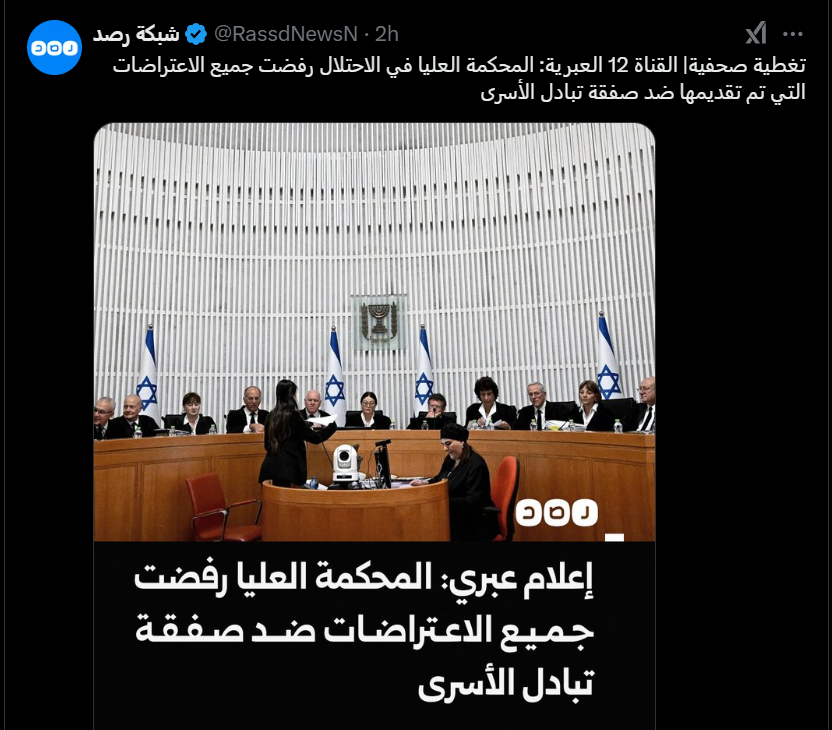 شبكة رصد @RassdNewsN · 2h
تغطية صحفية| القناة 12 العبرية: المحكمة العليا في الاحتلال رفضت جميع الاعتراضات
التي تم تقديمها ضد صفقة تبادل الأسرى
رصد
إعلام عبري: المحكمة العليا رفضت
جميع الاعتراضات ضد صفقة
تبادل الأسرى